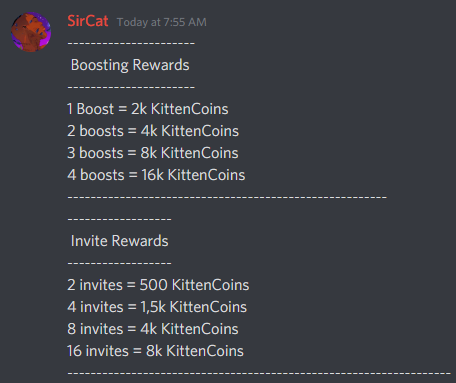 SirCat Today at 7:55 AM
----------------------
Boosting Rewards
----------------------
1 Boost = 2k KittenCoins
2 boosts = 4k KittenCoins
3 boosts = 8k KittenCoins
4 boosts = 16k KittenCoins
-------------------------------------------------------
------------------
Invite Rewards
------------------
2 invites = 500 KittenCoins
4 invites = 1,5k KittenCoins
8 invites = 4k KittenCoins
16 invites = 8k KittenCoins
------------------------------------------------------------------